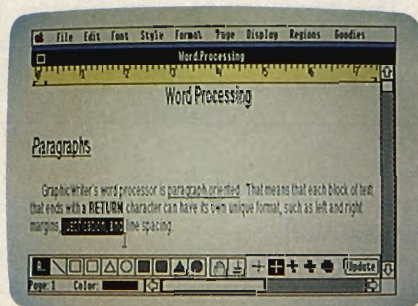 File Edit Font Style Format Page Display Regions Goodies
Word.Processing
Word Processing
Paragraphs
GraphicWriter's word processor is paragraph oriented. That means that each block of text
that ends with a RETURN character can have its own unique format, such as left and right
margins, justification, and line spacing.
Update
Page: 1 Color: